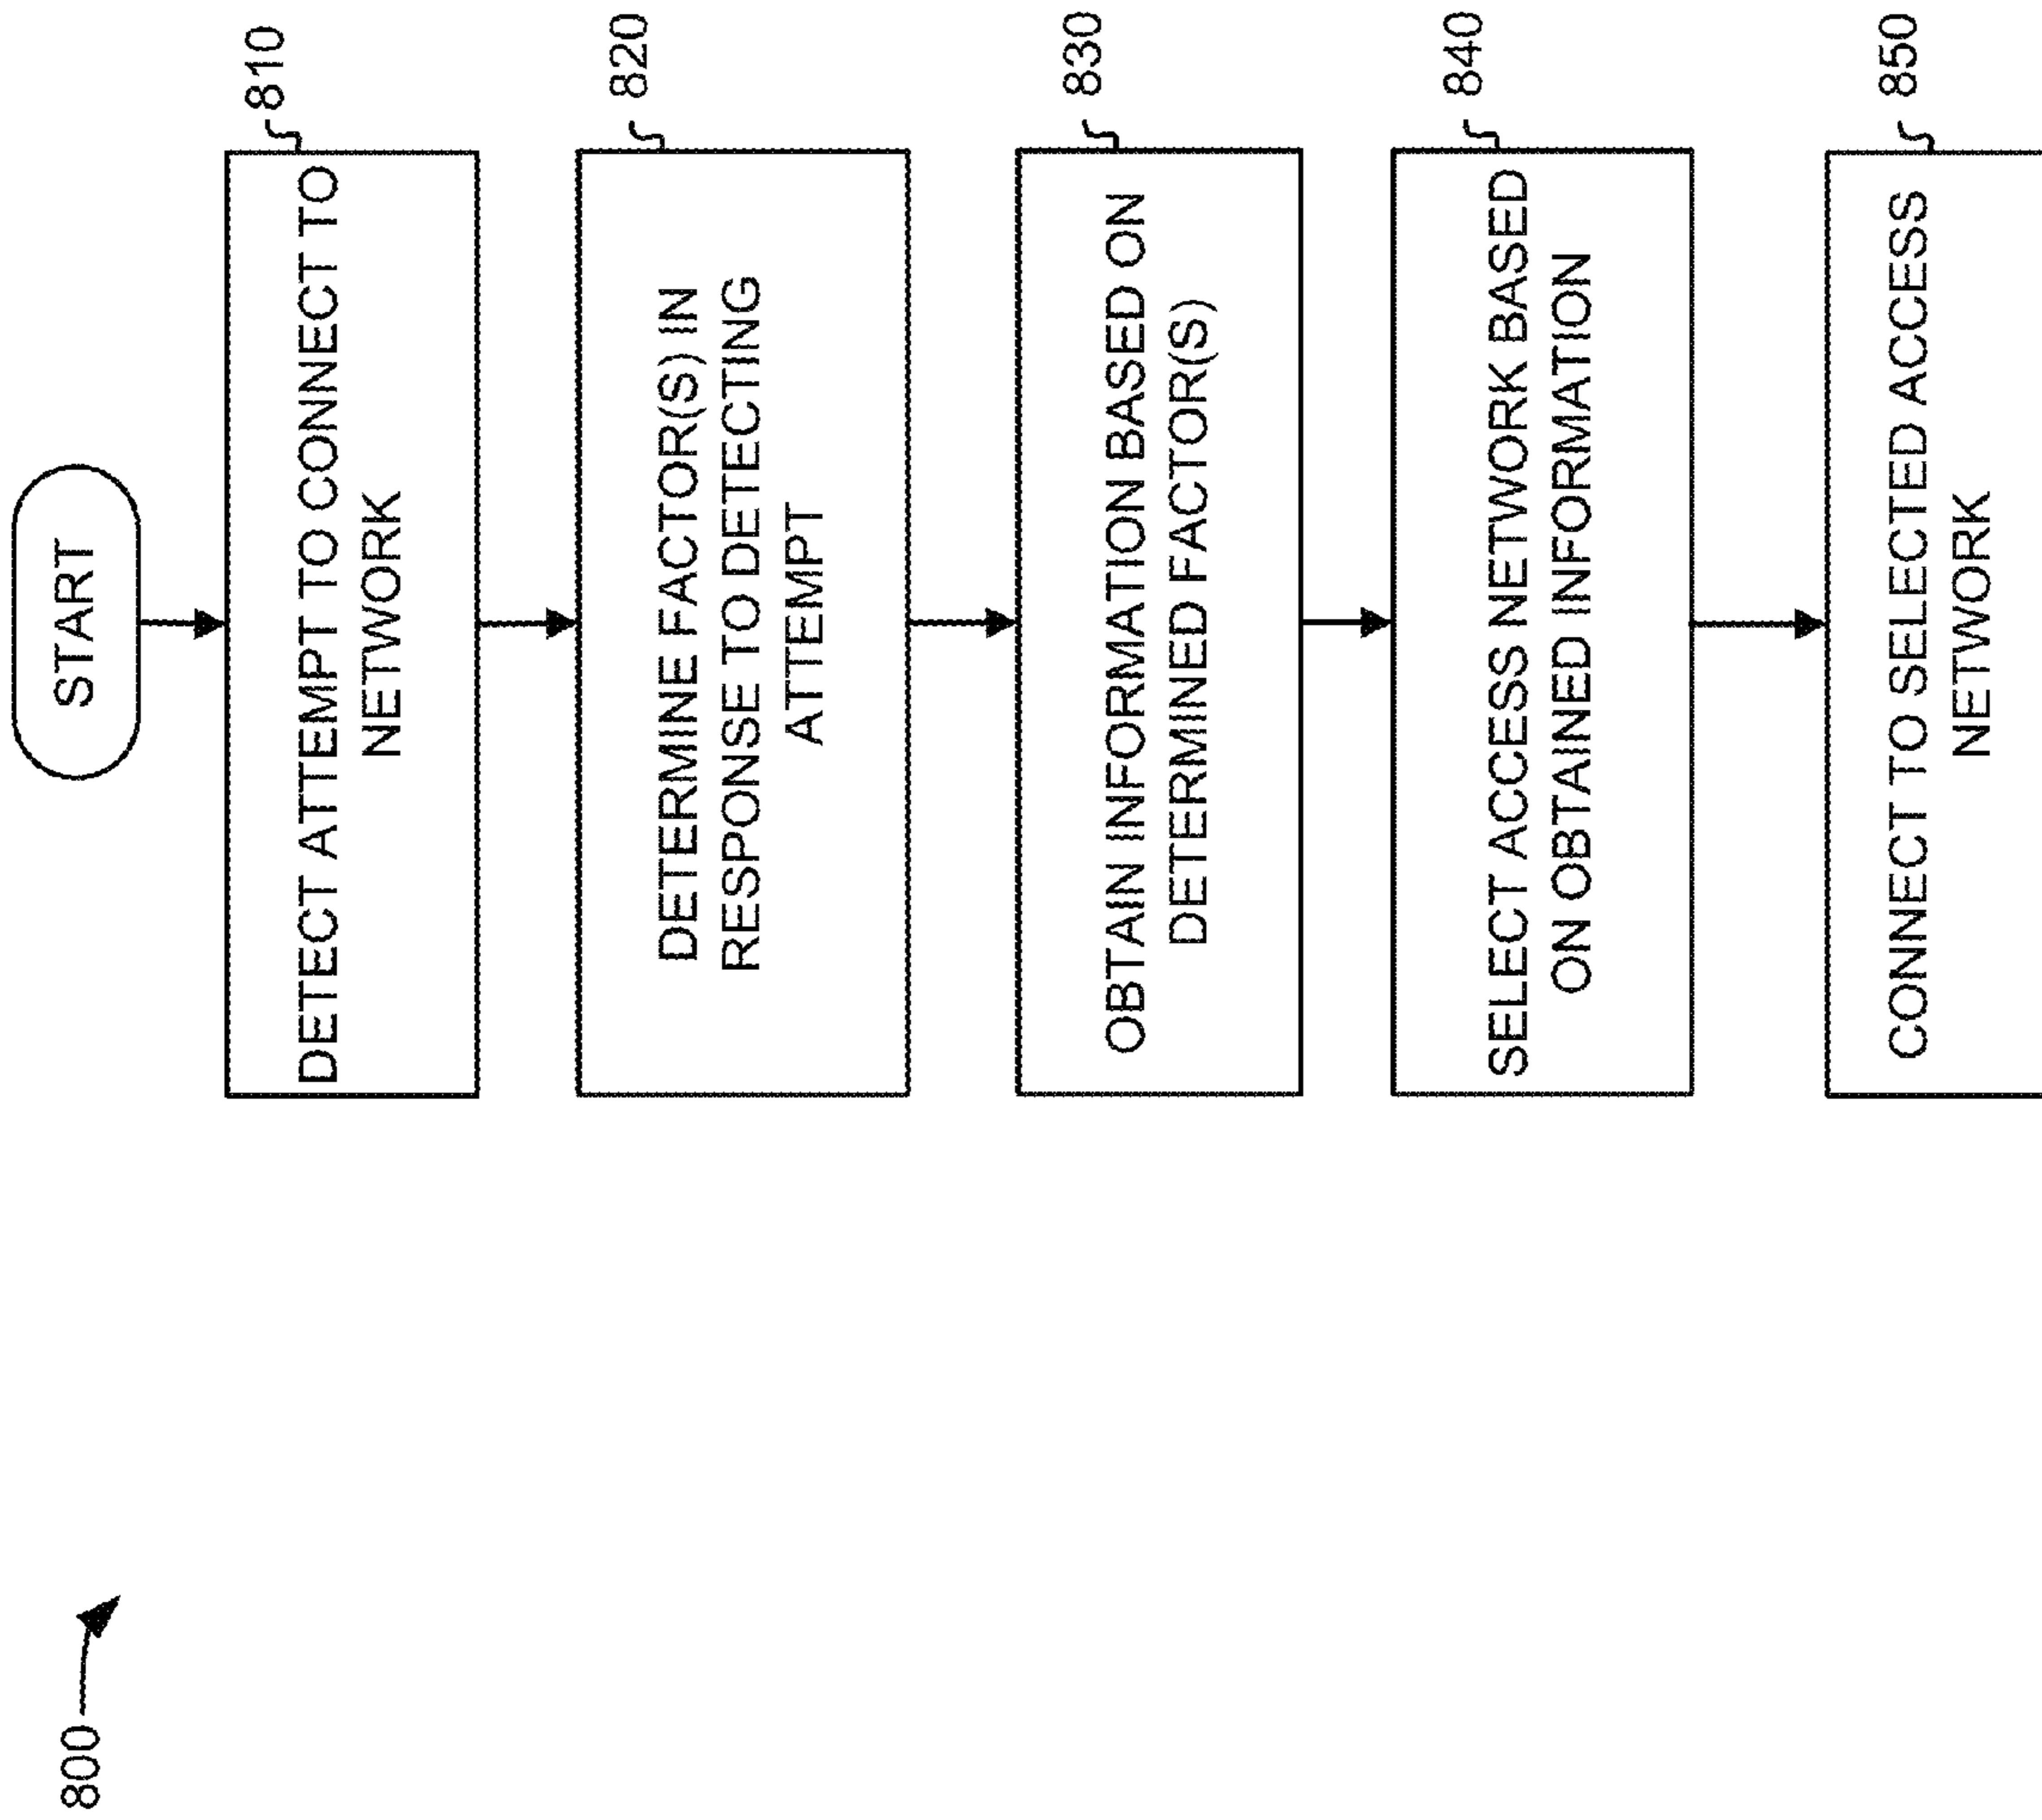 800
START
810
DETECT ATTEMPT TO CONNECT TO
NETWORK
820
DETERMINE FACTOR(S) IN
RESPONSE TO DETECTING
ATTEMPT
830
OBTAIN INFORMATION BASED ON
DETERMINED FACTOR(S)
840
SELECT ACCESS NETWORK BASED
ON OBTAINED INFORMATION
850
CONNECT TO SELECTED ACCESS
NETWORK